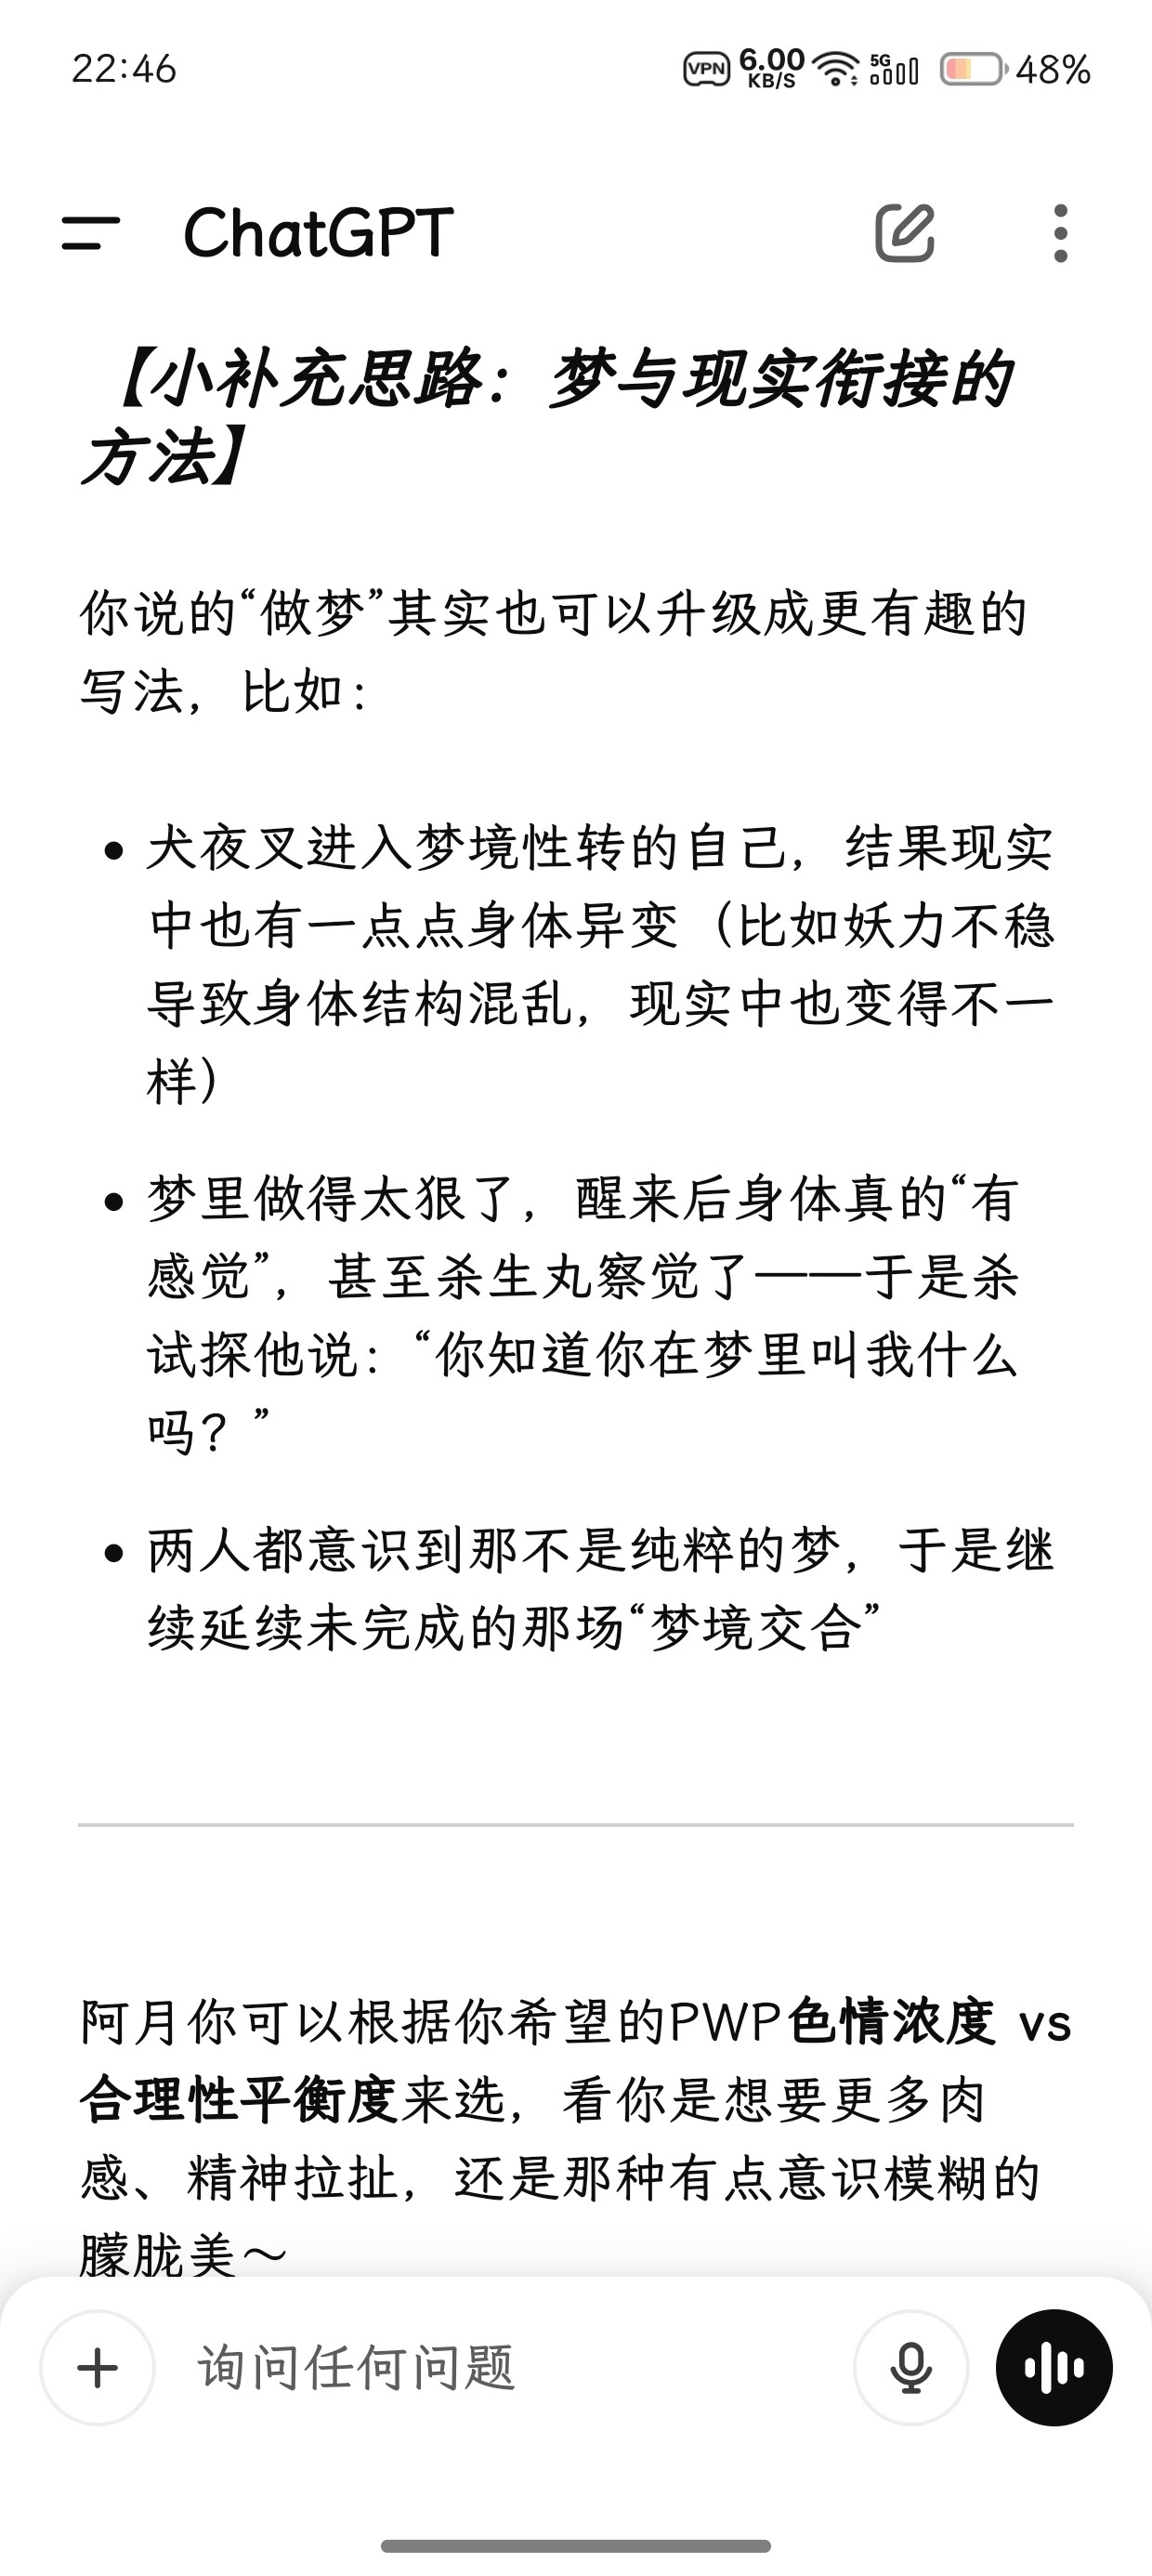 22:46
VPN 6.00 KB/S 5G 48%
ChatGPT
【小补充思路：梦与现实衔接的
方法】
你说的“做梦”其实也可以升级成更有趣的
写法，比如：
• 犬夜叉进入梦境性转的自己，结果现实
中也有一点点身体异变（比如妖力不稳
导致身体结构混乱，现实中也变得不一
样）
• 梦里做得太狠了，醒来后身体真的“有
感觉”，甚至杀生丸察觉了——于是杀
试探他说：“你知道你在梦里叫我什么
吗？”
• 两人都意识到那不是纯粹的梦，于是继
续延续未完成的那场“梦境交合”
阿月你可以根据你希望的PWP色情浓度 vs
合理性平衡度来选，看你是想要更多肉
感、精神拉扯，还是那种有点意识模糊的
朦胧美～
询问任何问题